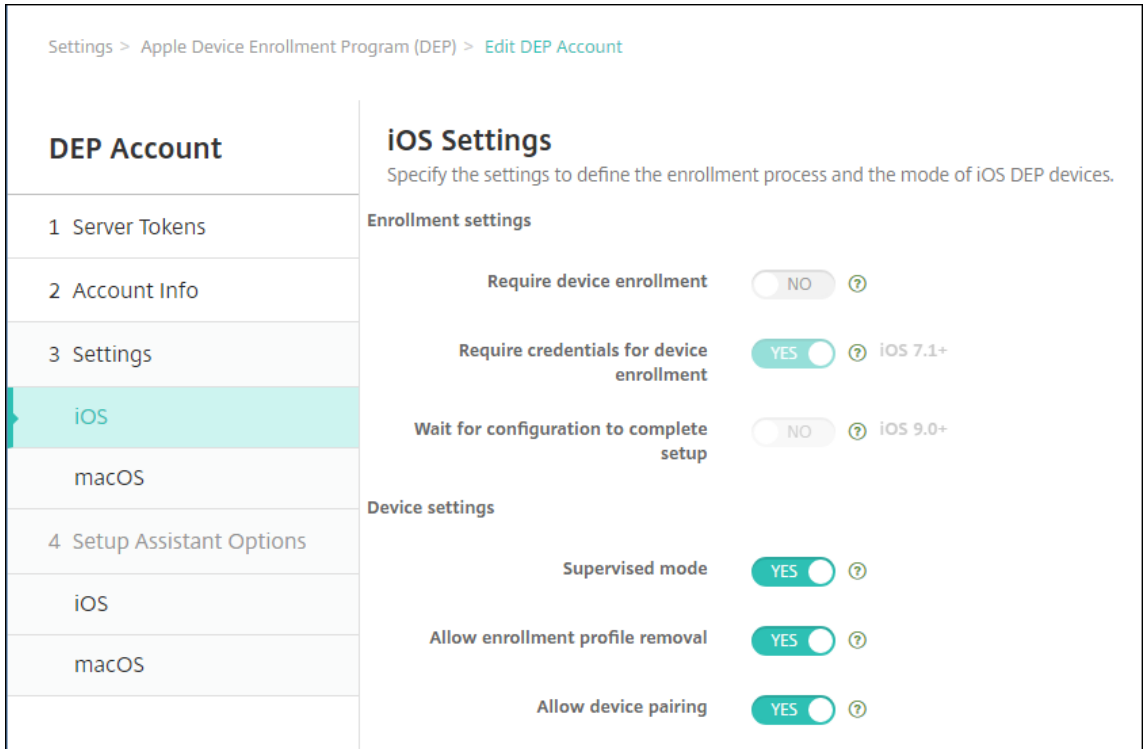 Settings > Apple Device Enrollment Program (DEP) > Edit DEP Account
DEP Account
1 Server Tokens
2 Account Info
3 Settings
iOS
macOS
4 Setup Assistant Options
iOS
macOS
iOS Settings
Specify the settings to define the enrollment process and the mode of iOS DEP devices.
Enrollment settings
Require device enrollment NO ?
Require credentials for device YES ? iOS 7.1+
enrollment
Wait for configuration to complete NO ? iOS 9.0+
setup
Device settings
Supervised mode YES ?
Allow enrollment profile removal YES ?
Allow device pairing YES ?